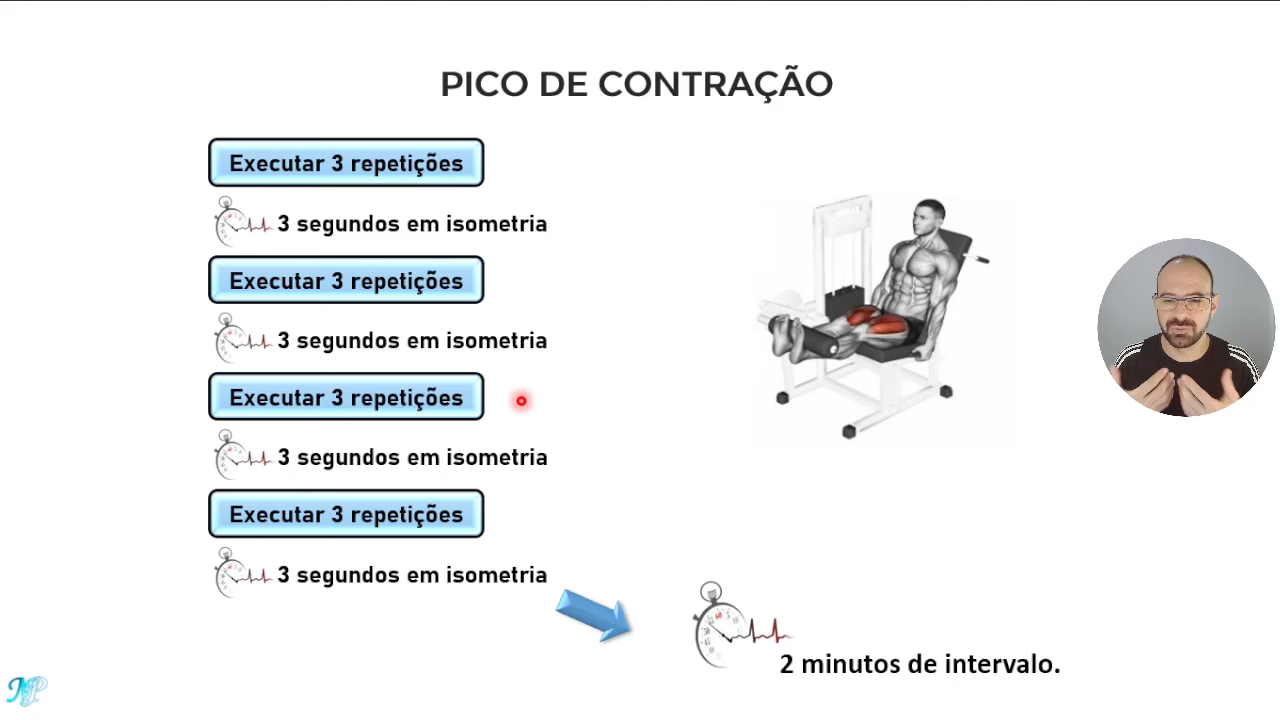 PICO DE CONTRAÇÃO
Executar 3 repetições
3 segundos em isometria
Executar 3 repetições
3 segundos em isometria
Executar 3 repetições
3 segundos em isometria
Executar 3 repetições
3 segundos em isometria
2 minutos de intervalo.